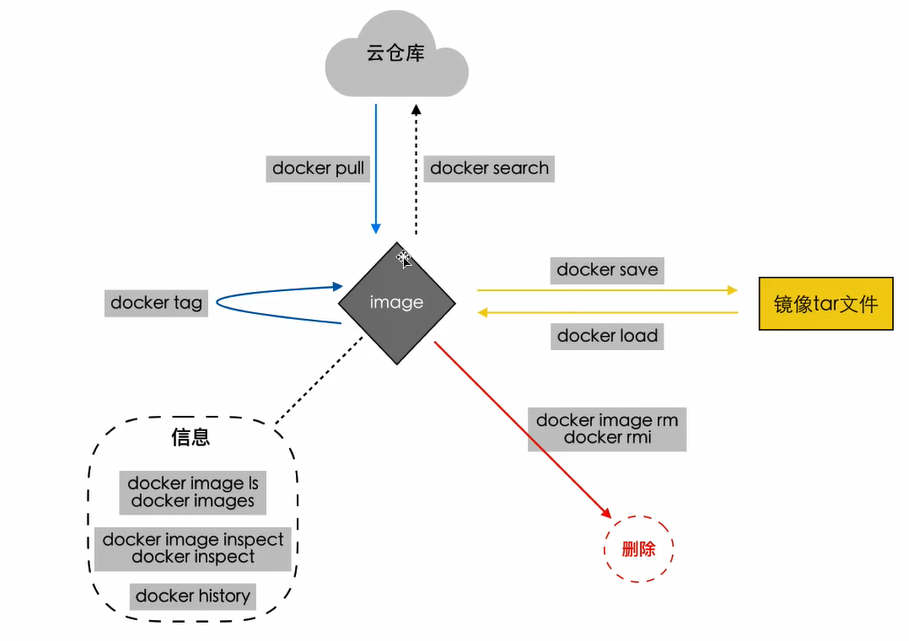 云仓库
docker pull
docker search
docker tag
image
docker save
docker load
镜像tar文件
docker image rm
docker rmi
删除
信息
docker image ls
docker images
docker image inspect
docker inspect
docker history